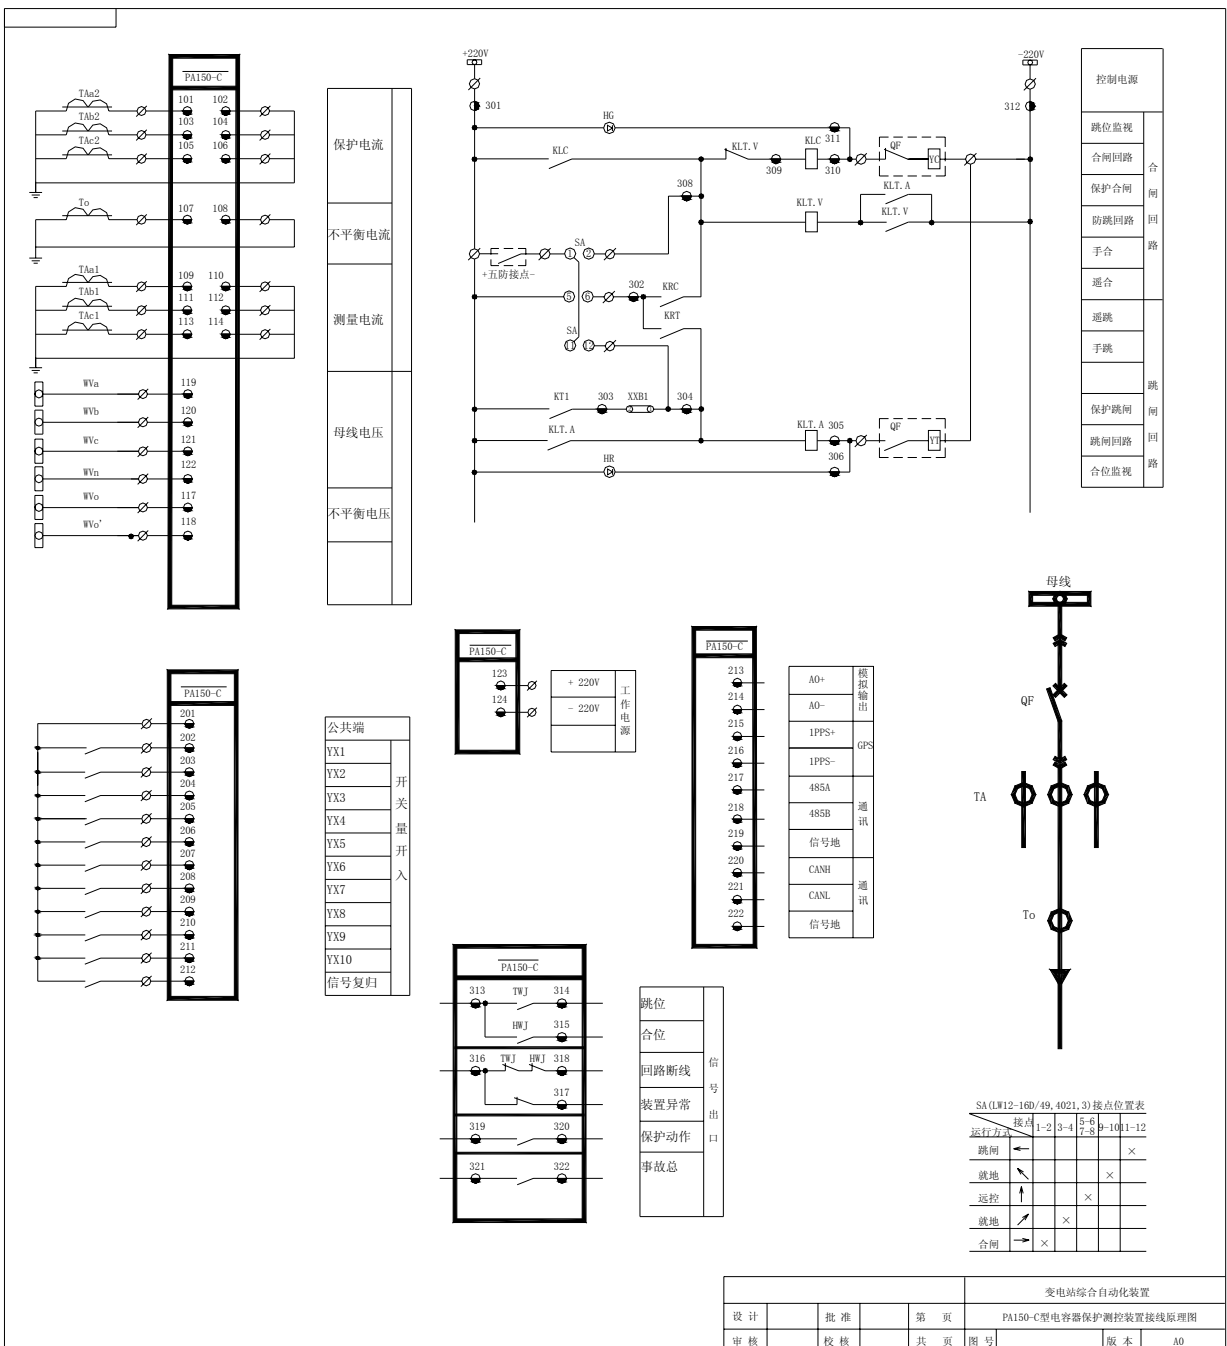 PA150-C
TAa2
101 102
TAb2
103 104
TAc2
105 106
To
107 108
TAa1
109 110
TAb1
111 112
TAc1
113 114
WVa
119
WVb
120
WVc
121
WVn
122
WVo
117
WVo'
118
保护电流
不平衡电流
测量电流
母线电压
不平衡电压
+220V
-220V
301
312
HG
311
KLC
KLT.V
309
KLC
310
QF
YC
308
KLT.V
KLT.A
KLT.V
SA
1 2
+五防接点-
5 6
302
KRC
KRT
SA
11 12
KT1
303
XXB1
304
KLT.A
KLT.A
305
QF
YT
HR
306
控制电源
跳位监视
合闸回路
保护合闸
防跳回路
手合
遥合
合闸回路
遥跳
手跳
保护跳闸
跳闸回路
合位监视
跳闸回路
PA150-C
201
202
203
204
205
206
207
208
209
210
211
212
公共端
YX1
YX2
YX3
YX4
YX5
YX6
YX7
YX8
YX9
YX10
信号复归
开关量开入
PA150-C
123
124
+ 220V
- 220V
工作电源
PA150-C
213
214
215
216
217
218
219
220
221
222
AO+
AO-
模拟输出
1PPS+
1PPS-
GPS
485A
485B
信号地
通讯
CANH
CANL
信号地
通讯
PA150-C
313 TWJ 314
HWJ 315
316 TWJ HWJ 318
317
319 320
321 322
跳位
合位
回路断线
装置异常
保护动作
事故总
信号出口
母线
QF
TA
To
SA(LW12-16D/49,4021,3)接点位置表
接点
运行方式
1-2 3-4 5-6 7-8 9-10 11-12
跳闸 ← ×
就地 ↖ ×
远控 ↑ ×
就地 ↗ ×
合闸 → ×
变电站综合自动化装置
设 计 批 准 第 页 PA150-C型电容器保护测控装置接线原理图
审 核 校 核 共 页 图 号 版 本 A0